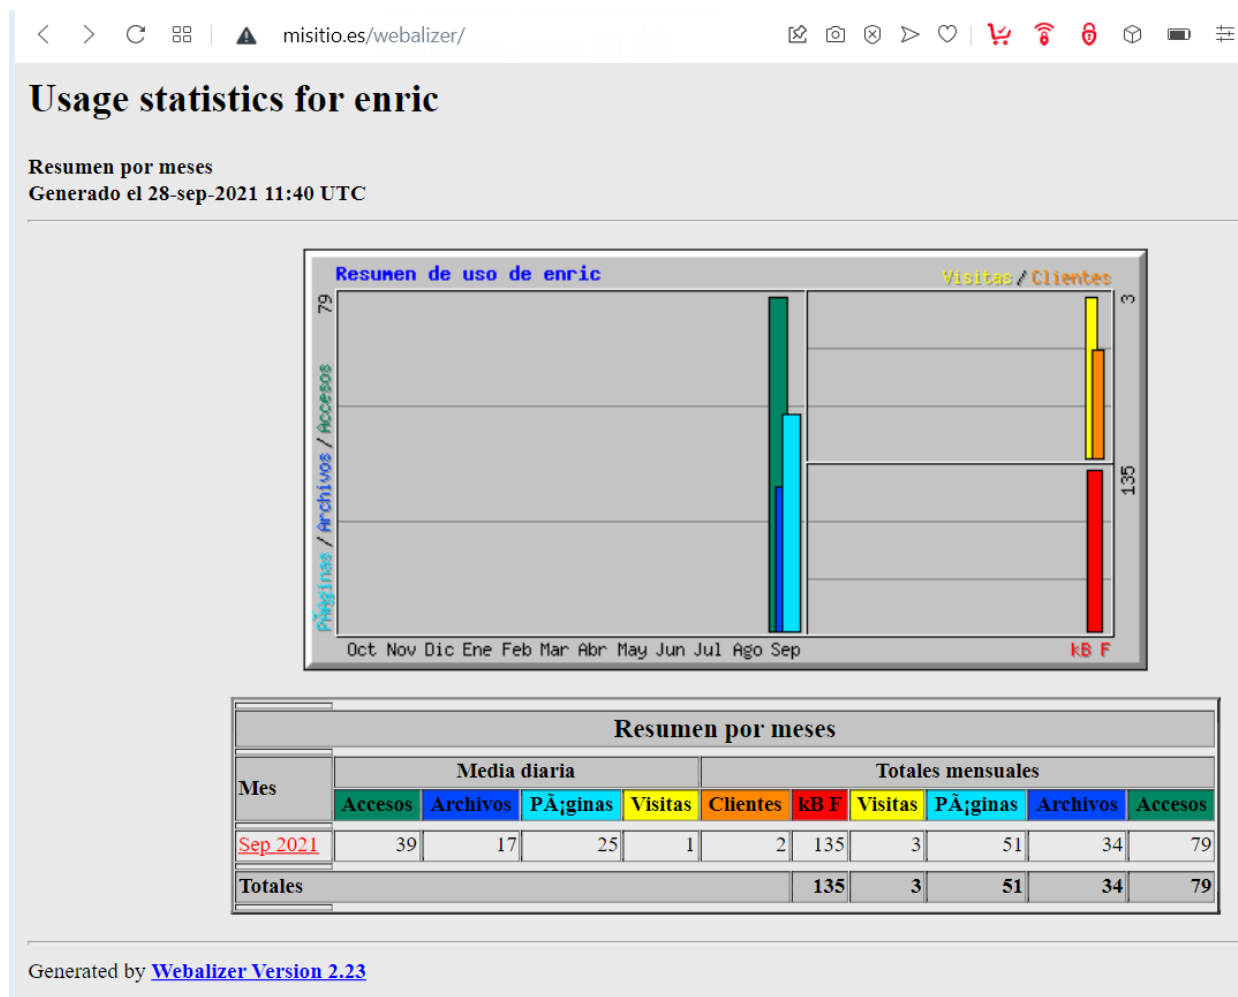 misitio.es/webalizer/
Usage statistics for enric
Resumen por meses
Generado el 28-sep-2021 11:40 UTC
Resumen de uso de enric
Visitas / Clientes
79
3
PÃ¡ginas / Archivos / Accesos
135
Oct Nov Dic Ene Feb Mar Abr May Jun Jul Ago Sep
kB F
Resumen por meses
Mes Media diaria Totales mensuales
Accesos Archivos PÃ¡ginas Visitas Clientes kB F Visitas PÃ¡ginas Archivos Accesos
Sep 2021 39 17 25 1 2 135 3 51 34 79
Totales 135 3 51 34 79
Generated by Webalizer Version 2.23